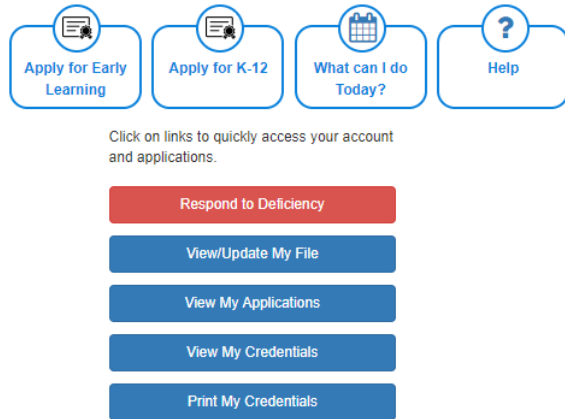 Apply for Early
Learning
Apply for K-12
What can I do
Today?
?
Help
Click on links to quickly access your account
and applications.
Respond to Deficiency
View/Update My File
View My Applications
View My Credentials
Print My Credentials